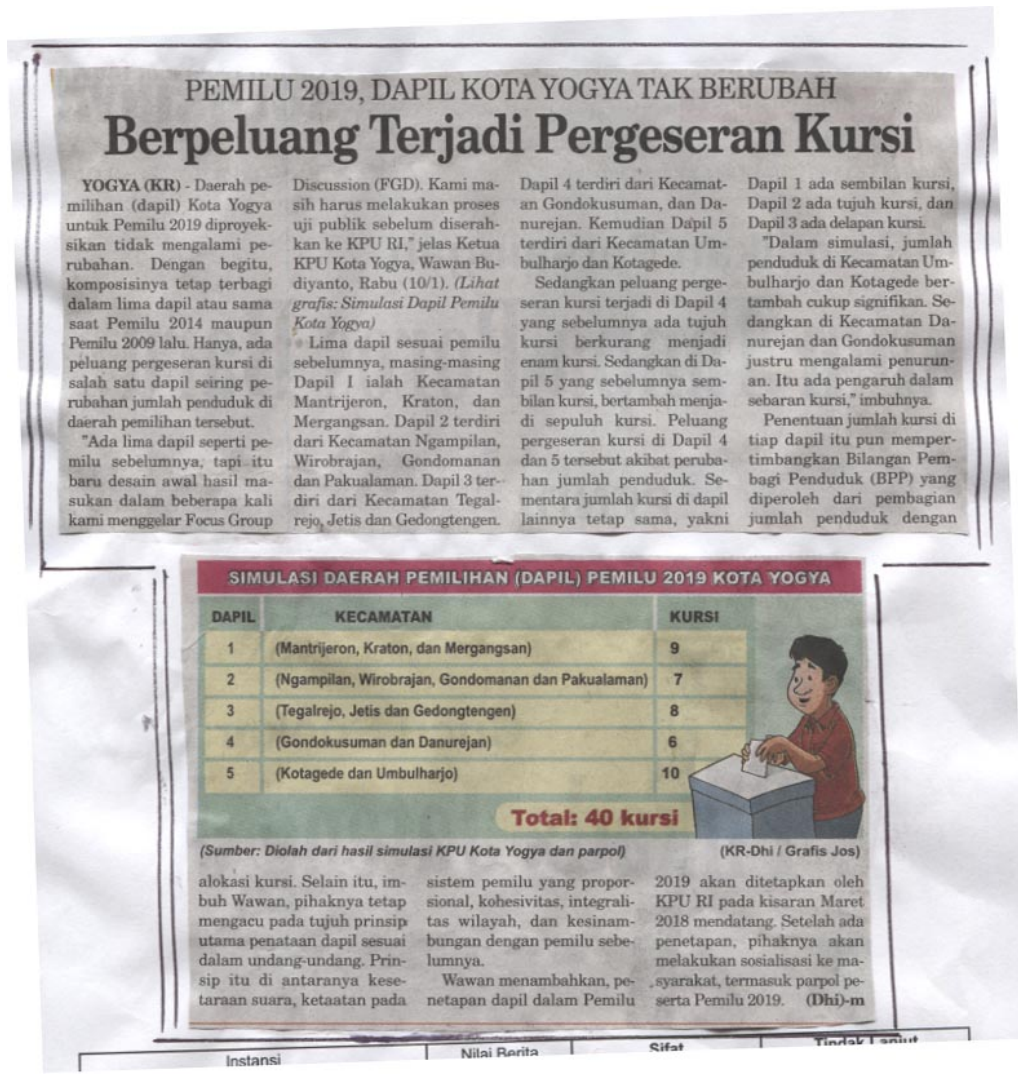 PEMILU 2019, DAPIL KOTA YOGYA TAK BERUBAH
Berpeluang Terjadi Pergeseran Kursi
YOGYA (KR) - Daerah pe-
milihan (dapil) Kota Yogya
untuk Pemilu 2019 diproyek-
sikan tidak mengalami pe-
rubahan. Dengan begitu,
komposisinya tetap terbagi
dalam lima dapil atau sama
saat Pemilu 2014 maupun
Pemilu 2009 lalu. Hanya, ada
peluang pergeseran kursi di
salah satu dapil seiring pe-
rubahan jumlah penduduk di
daerah pemilihan tersebut.
"Ada lima dapil seperti pe-
milu sebelumnya, tapi itu
baru desain awal hasil ma-
sukan dalam beberapa kali
kami menggelar Focus Group
Discussion (FGD). Kami ma-
sih harus melakukan proses
uji publik sebelum diserah-
kan ke KPU RI," jelas Ketua
KPU Kota Yogya, Wawan Bu-
diyanto, Rabu (10/1). (Lihat
grafis: Simulasi Dapil Pemilu
Kota Yogya)
Lima dapil sesuai pemilu
sebelumnya, masing-masing
Dapil I ialah Kecamatan
Mantrijeron, Kraton, dan
Mergangsan. Dapil 2 terdiri
dari Kecamatan Ngampilan,
Wirobrajan, Gondomanan
dan Pakualaman. Dapil 3 ter-
diri dari Kecamatan Tegal-
rejo, Jetis dan Gedongtengen.
Dapil 4 terdiri dari Kecamat-
an Gondokusuman, dan Da-
nurejan. Kemudian Dapil 5
terdiri dari Kecamatan Um-
bulharjo dan Kotagede.
Sedangkan peluang perge-
seran kursi terjadi di Dapil 4
yang sebelumnya ada tujuh
kursi berkurang menjadi
enam kursi. Sedangkan di Da-
pil 5 yang sebelumnya sem-
bilan kursi, bertambah menja-
di sepuluh kursi. Peluang
pergeseran kursi di Dapil 4
dan 5 tersebut akibat peruba-
han jumlah penduduk. Se-
mentara jumlah kursi di dapil
lainnya tetap sama, yakni
Dapil 1 ada sembilan kursi,
Dapil 2 ada tujuh kursi, dan
Dapil 3 ada delapan kursi.
"Dalam simulasi, jumlah
penduduk di Kecamatan Um-
bulharjo dan Kotagede ber-
tambah cukup signifikan. Se-
dangkan di Kecamatan Da-
nurejan dan Gondokusuman
justru mengalami penurun-
an. Itu ada pengaruh dalam
sebaran kursi," imbuhnya.
Penentuan jumlah kursi di
tiap dapil itu pun memper-
timbangkan Bilangan Pem-
bagi Penduduk (BPP) yang
diperoleh dari pembagian
jumlah penduduk dengan
SIMULASI DAERAH PEMILIHAN (DAPIL) PEMILU 2019 KOTA YOGYA
DAPIL KECAMATAN KURSI
1 (Mantrijeron, Kraton, dan Mergangsan) 9
2 (Ngampilan, Wirobrajan, Gondomanan dan Pakualaman) 7
3 (Tegalrejo, Jetis dan Gedongtengen) 8
4 (Gondokusuman dan Danurejan) 6
5 (Kotagede dan Umbulharjo) 10
Total: 40 kursi
(Sumber: Diolah dari hasil simulasi KPU Kota Yogya dan parpol) (KR-Dhi / Grafis Jos)
alokasi kursi. Selain itu, im-
buh Wawan, pihaknya tetap
mengacu pada tujuh prinsip
utama penataan dapil sesuai
dalam undang-undang. Prin-
sip itu di antaranya kese-
taraan suara, ketaatan pada
sistem pemilu yang propor-
sional, kohesivitas, integrali-
tas wilayah, dan kesinam-
bungan dengan pemilu sebe-
lumnya.
Wawan menambahkan, pe-
netapan dapil dalam Pemilu
2019 akan ditetapkan oleh
KPU RI pada kisaran Maret
2018 mendatang. Setelah ada
penetapan, pihaknya akan
melakukan sosialisasi ke ma-
syarakat, termasuk parpol pe-
serta Pemilu 2019. (Dhi)-m
Instansi Nilai Berita Sifat Tindak Lanjut